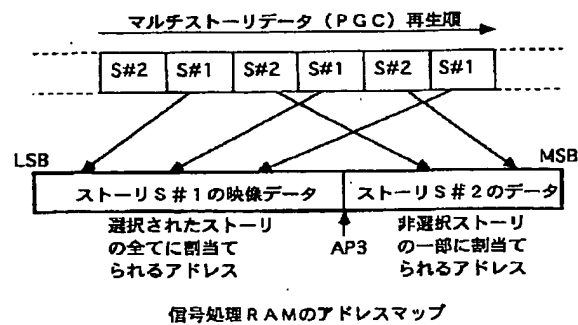 マルチストーリデータ（PGC）再生順
S#2 S#1 S#2 S#1 S#2 S#1
LSB
MSB
ストーリS#1の映像データ
ストーリS#2のデータ
選択されたストーリ
の全てに割当て
られるアドレス
AP3
非選択ストーリ
の一部に割当て
られるアドレス
信号処理RAMのアドレスマップ